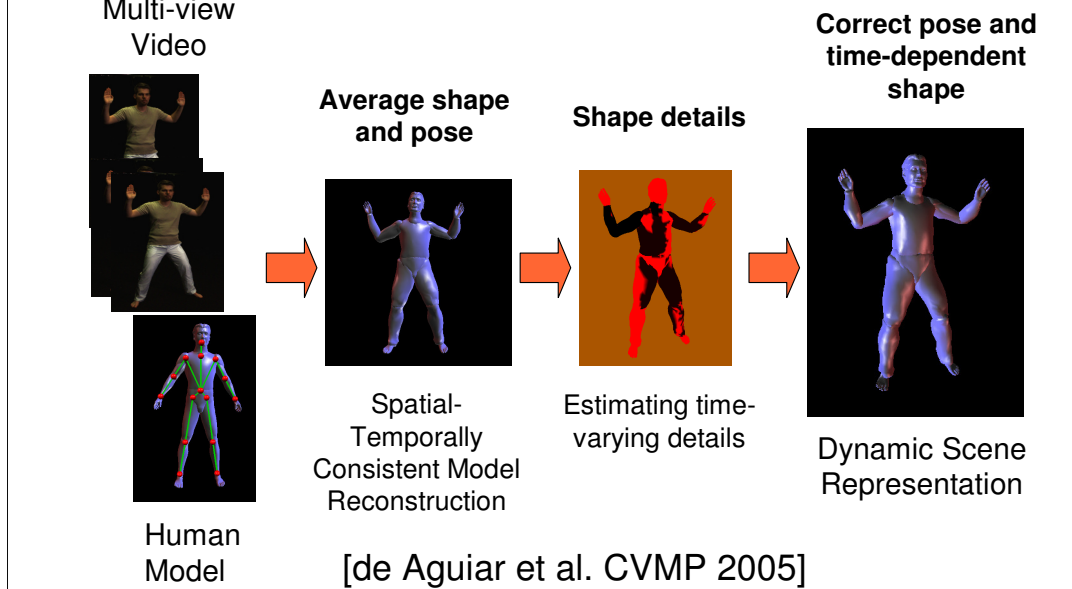 Multi-view
Video
Human
Model
Average shape
and pose
Spatial-
Temporally
Consistent Model
Reconstruction
Shape details
Estimating time-
varying details
Correct pose and
time-dependent
shape
Dynamic Scene
Representation
[de Aguiar et al. CVMP 2005]